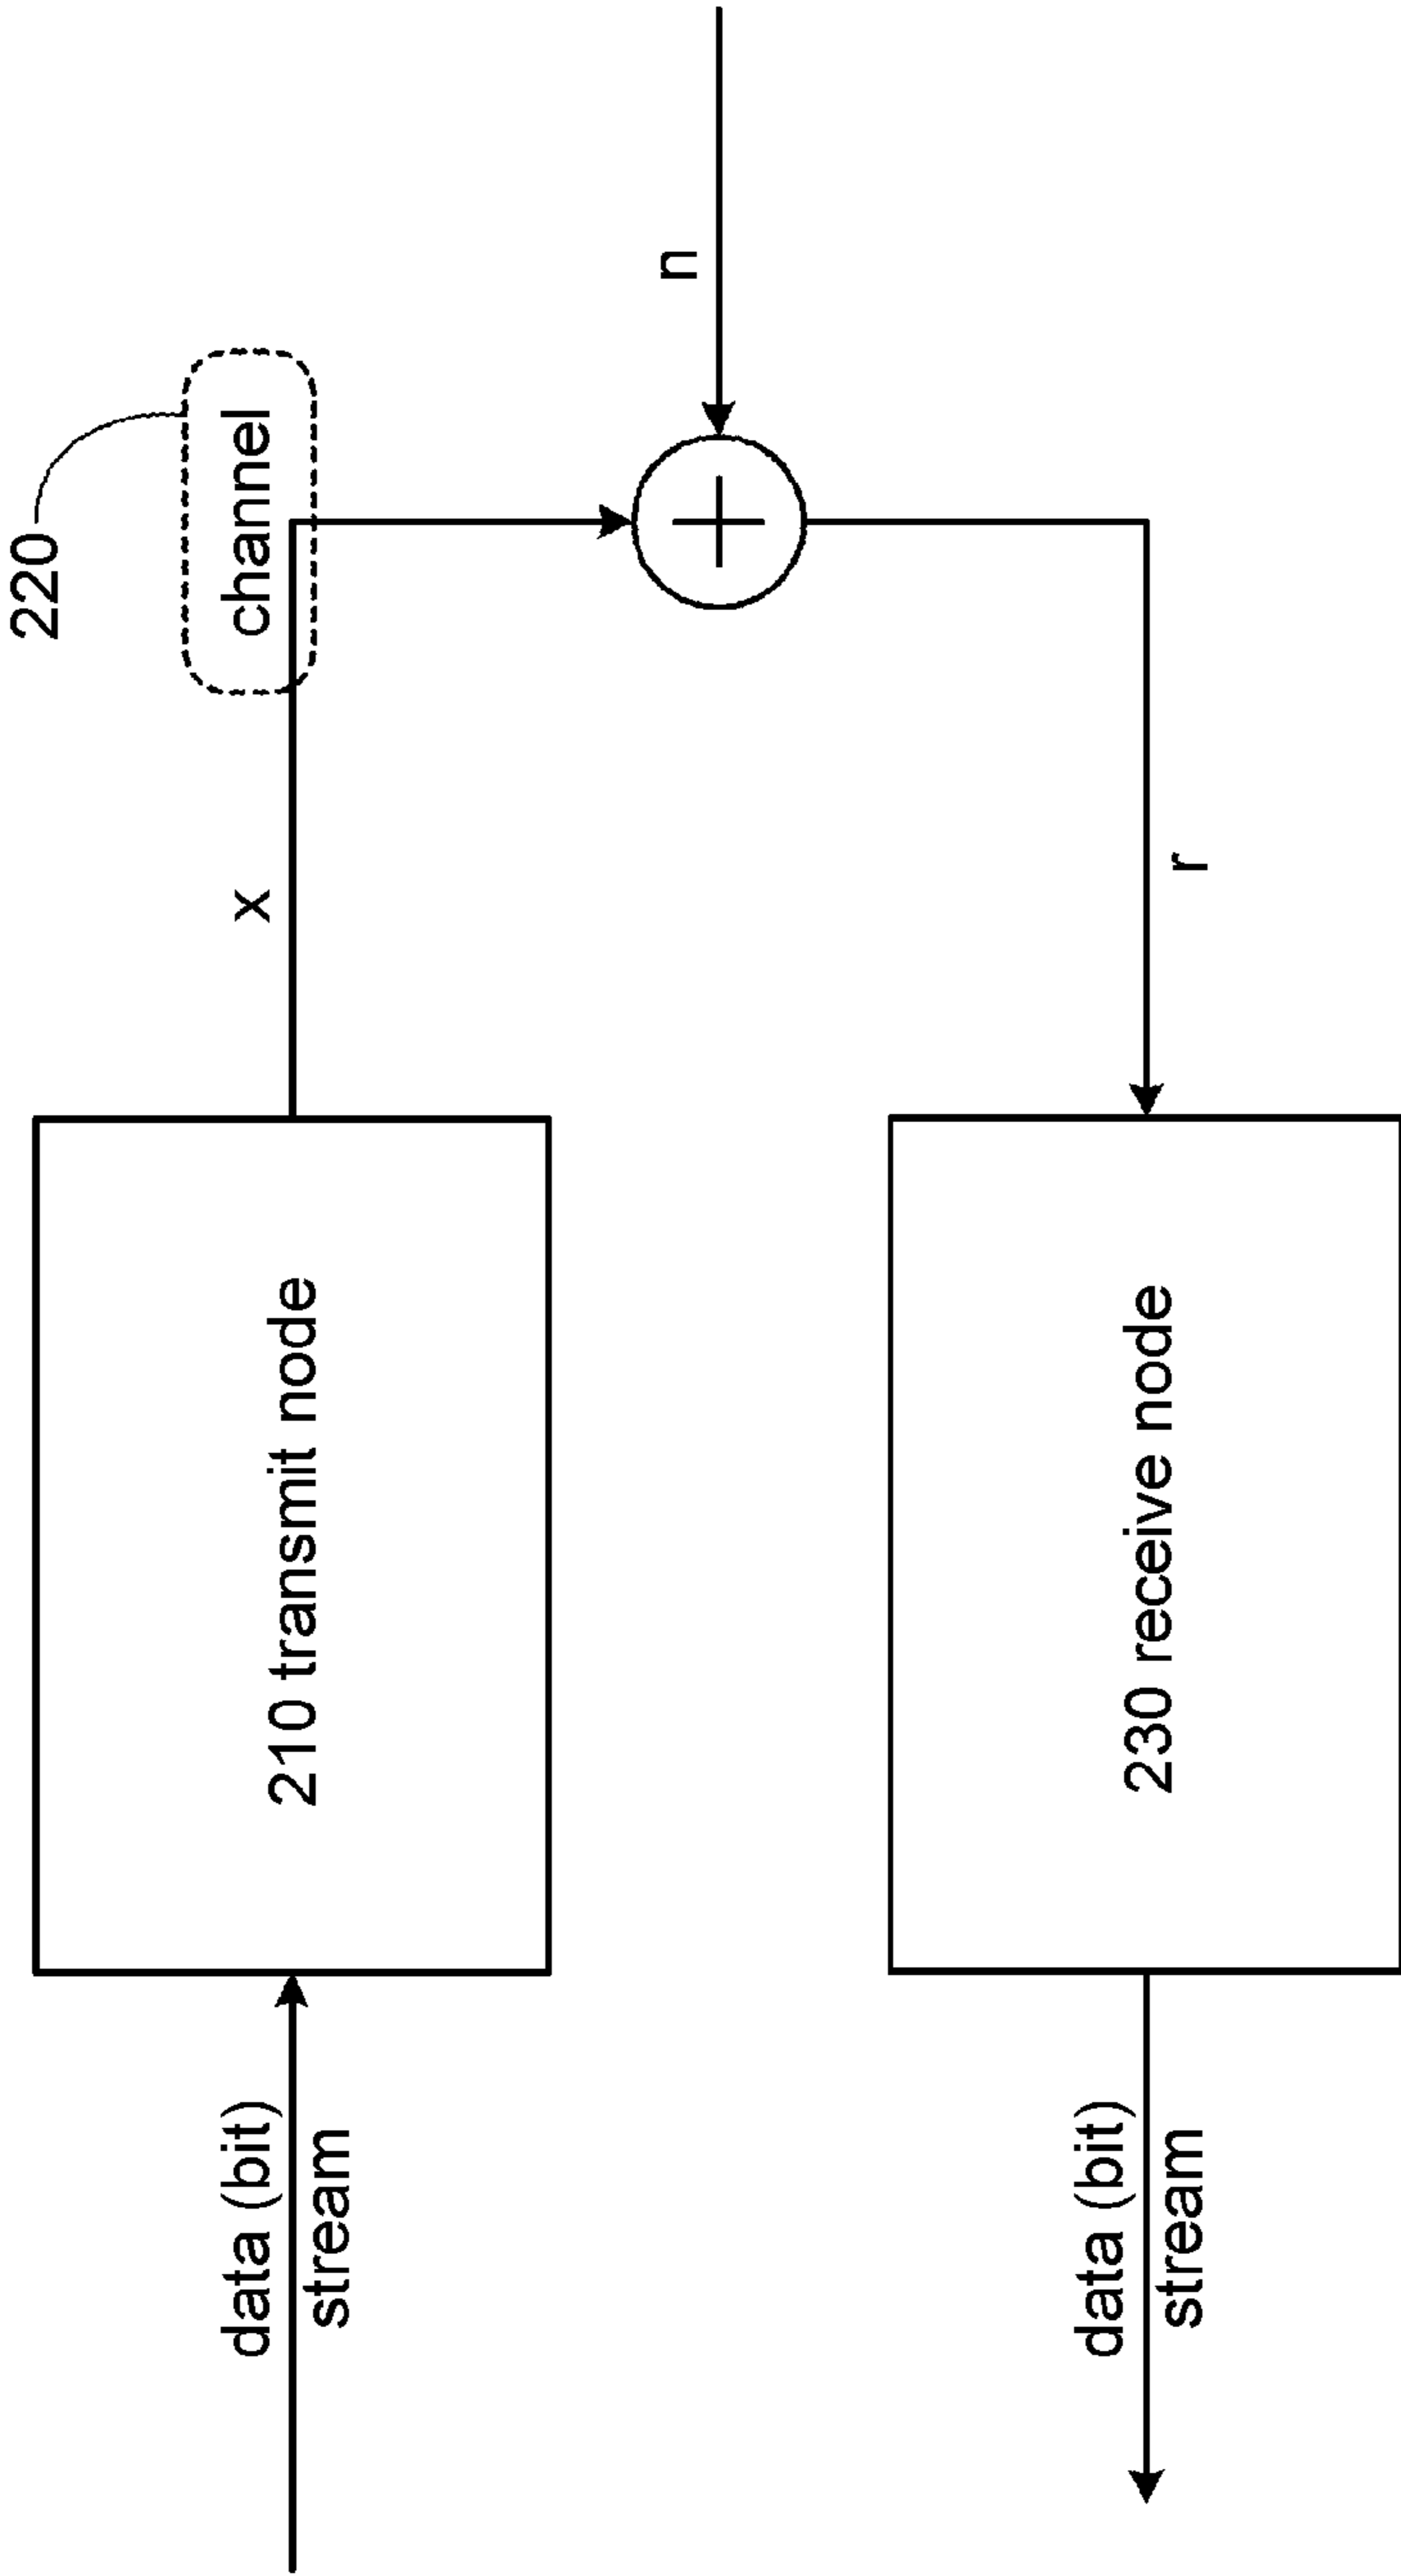 220
channel
x
n
data (bit)
stream
210 transmit node
r
data (bit)
stream
230 receive node